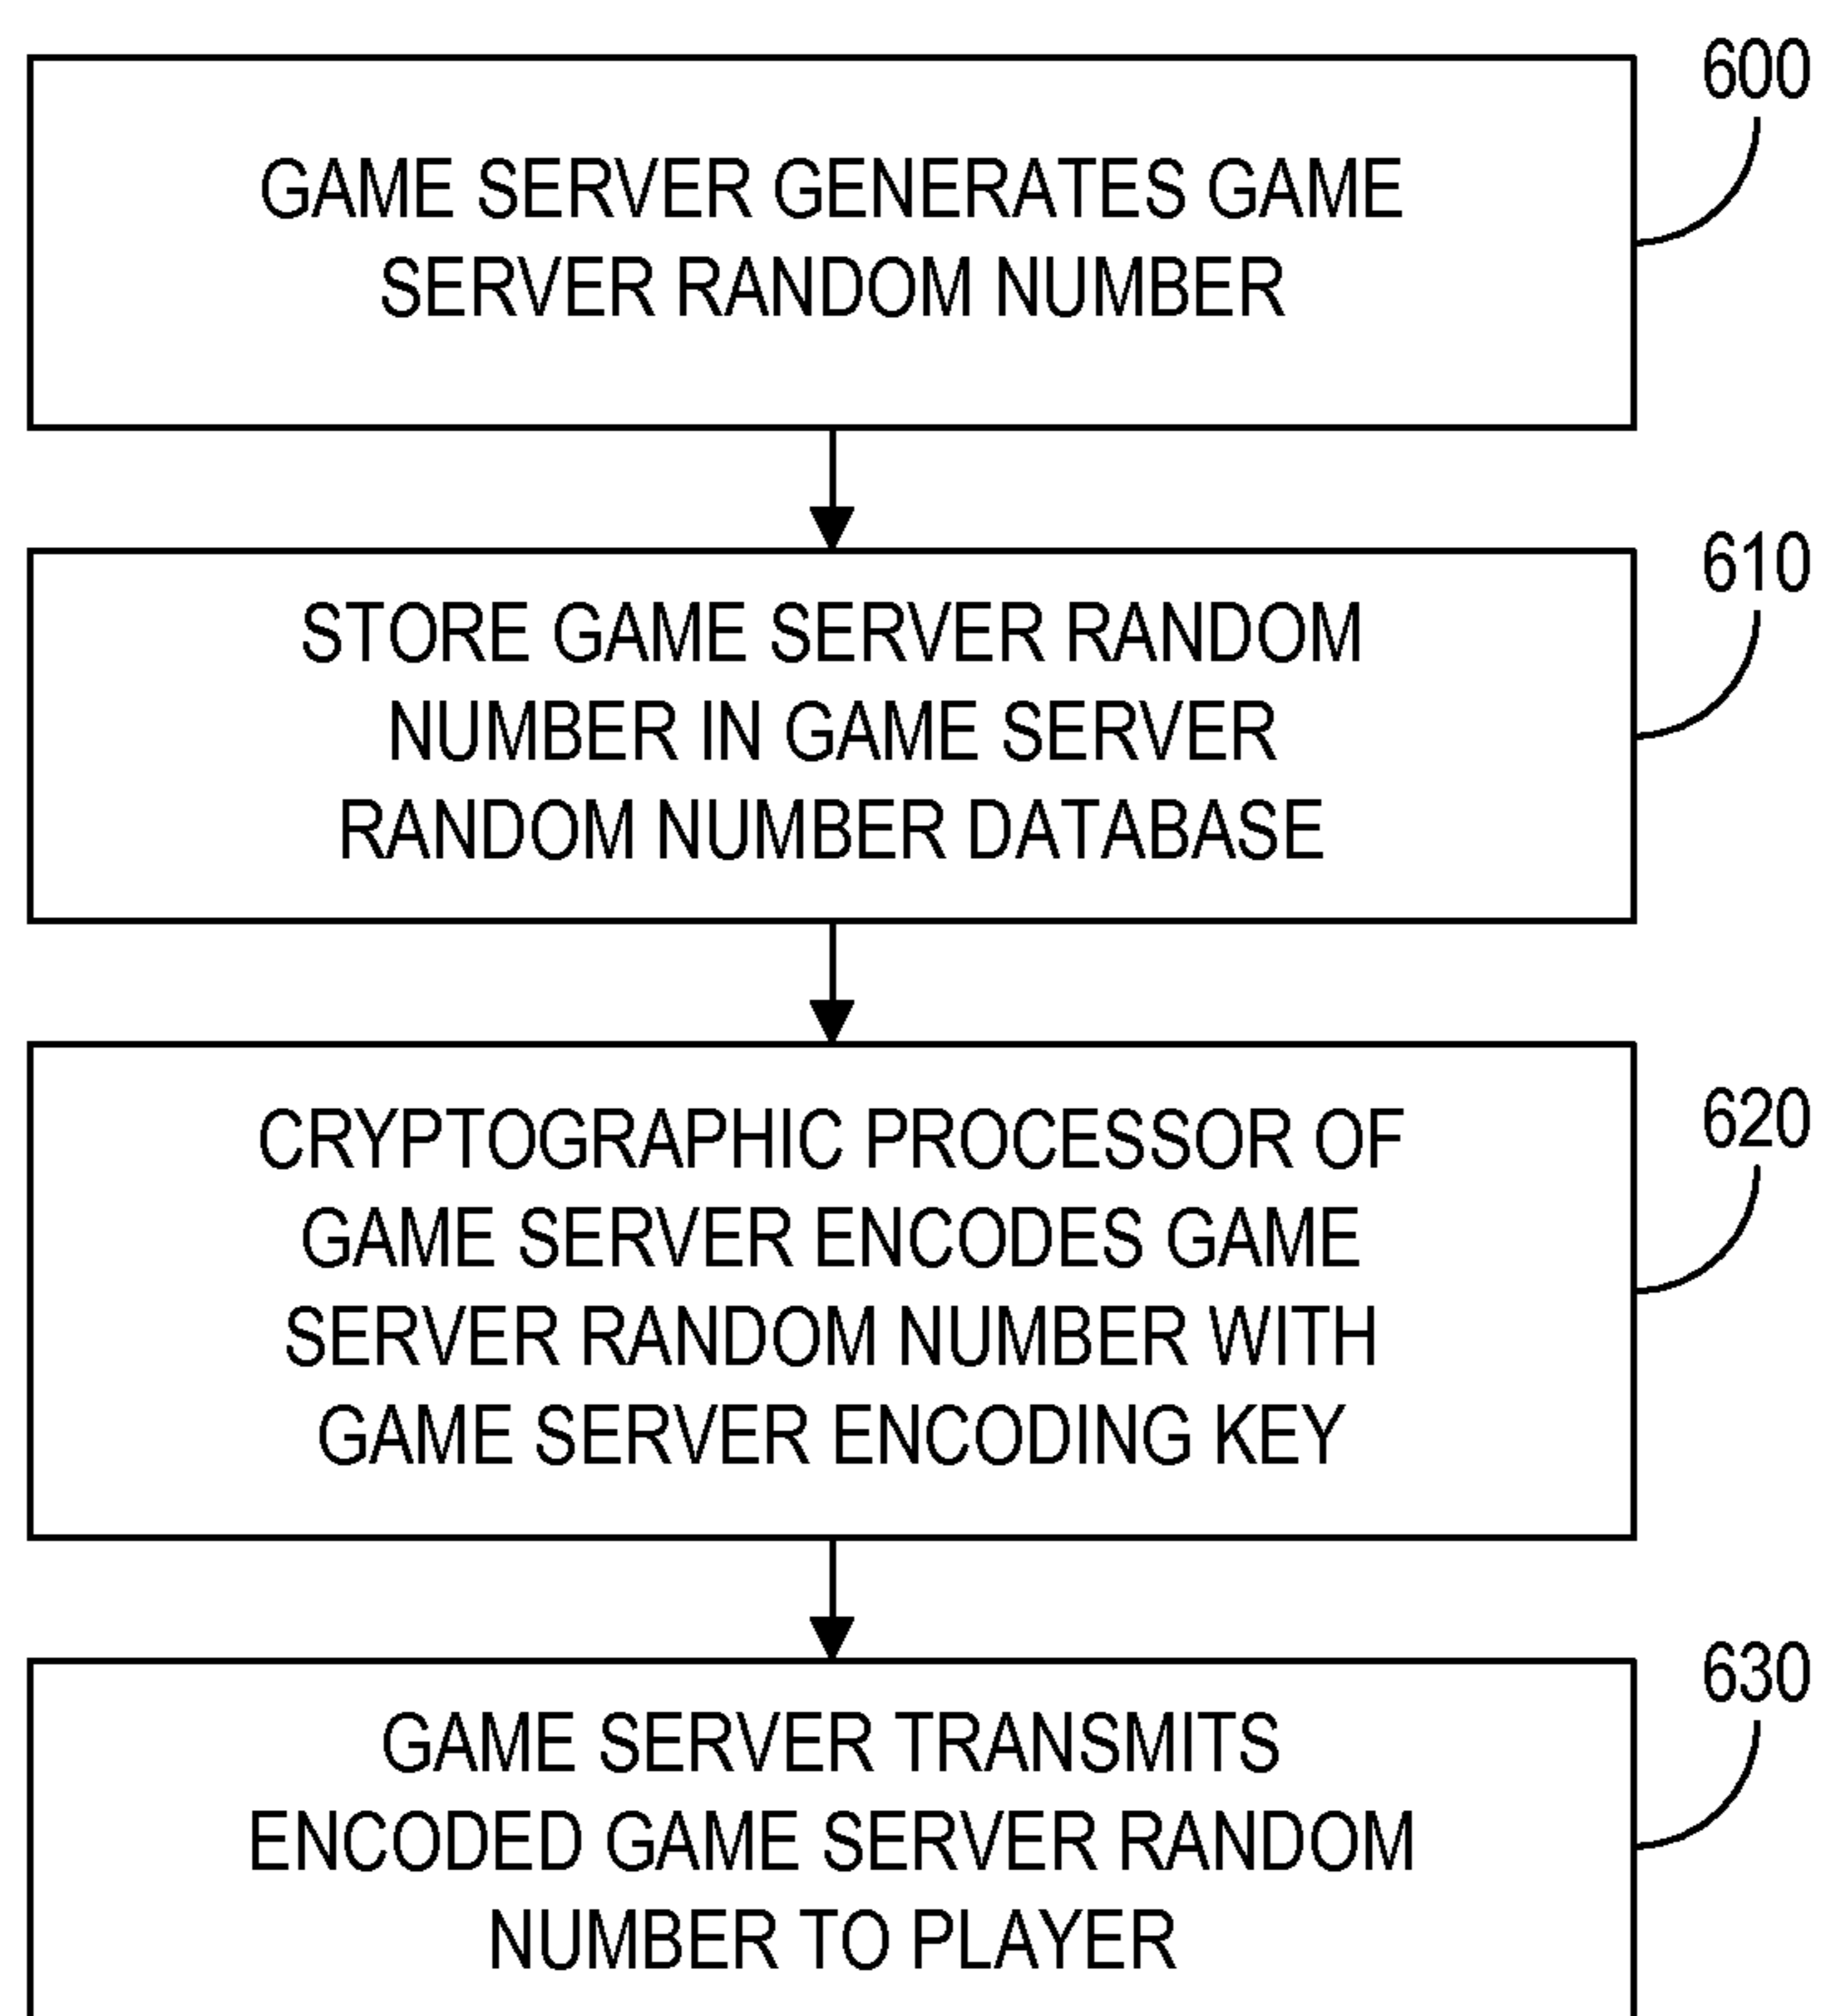 600
GAME SERVER GENERATES GAME
SERVER RANDOM NUMBER
610
STORE GAME SERVER RANDOM
NUMBER IN GAME SERVER
RANDOM NUMBER DATABASE
620
CRYPTOGRAPHIC PROCESSOR OF
GAME SERVER ENCODES GAME
SERVER RANDOM NUMBER WITH
GAME SERVER ENCODING KEY
630
GAME SERVER TRANSMITS
ENCODED GAME SERVER RANDOM
NUMBER TO PLAYER